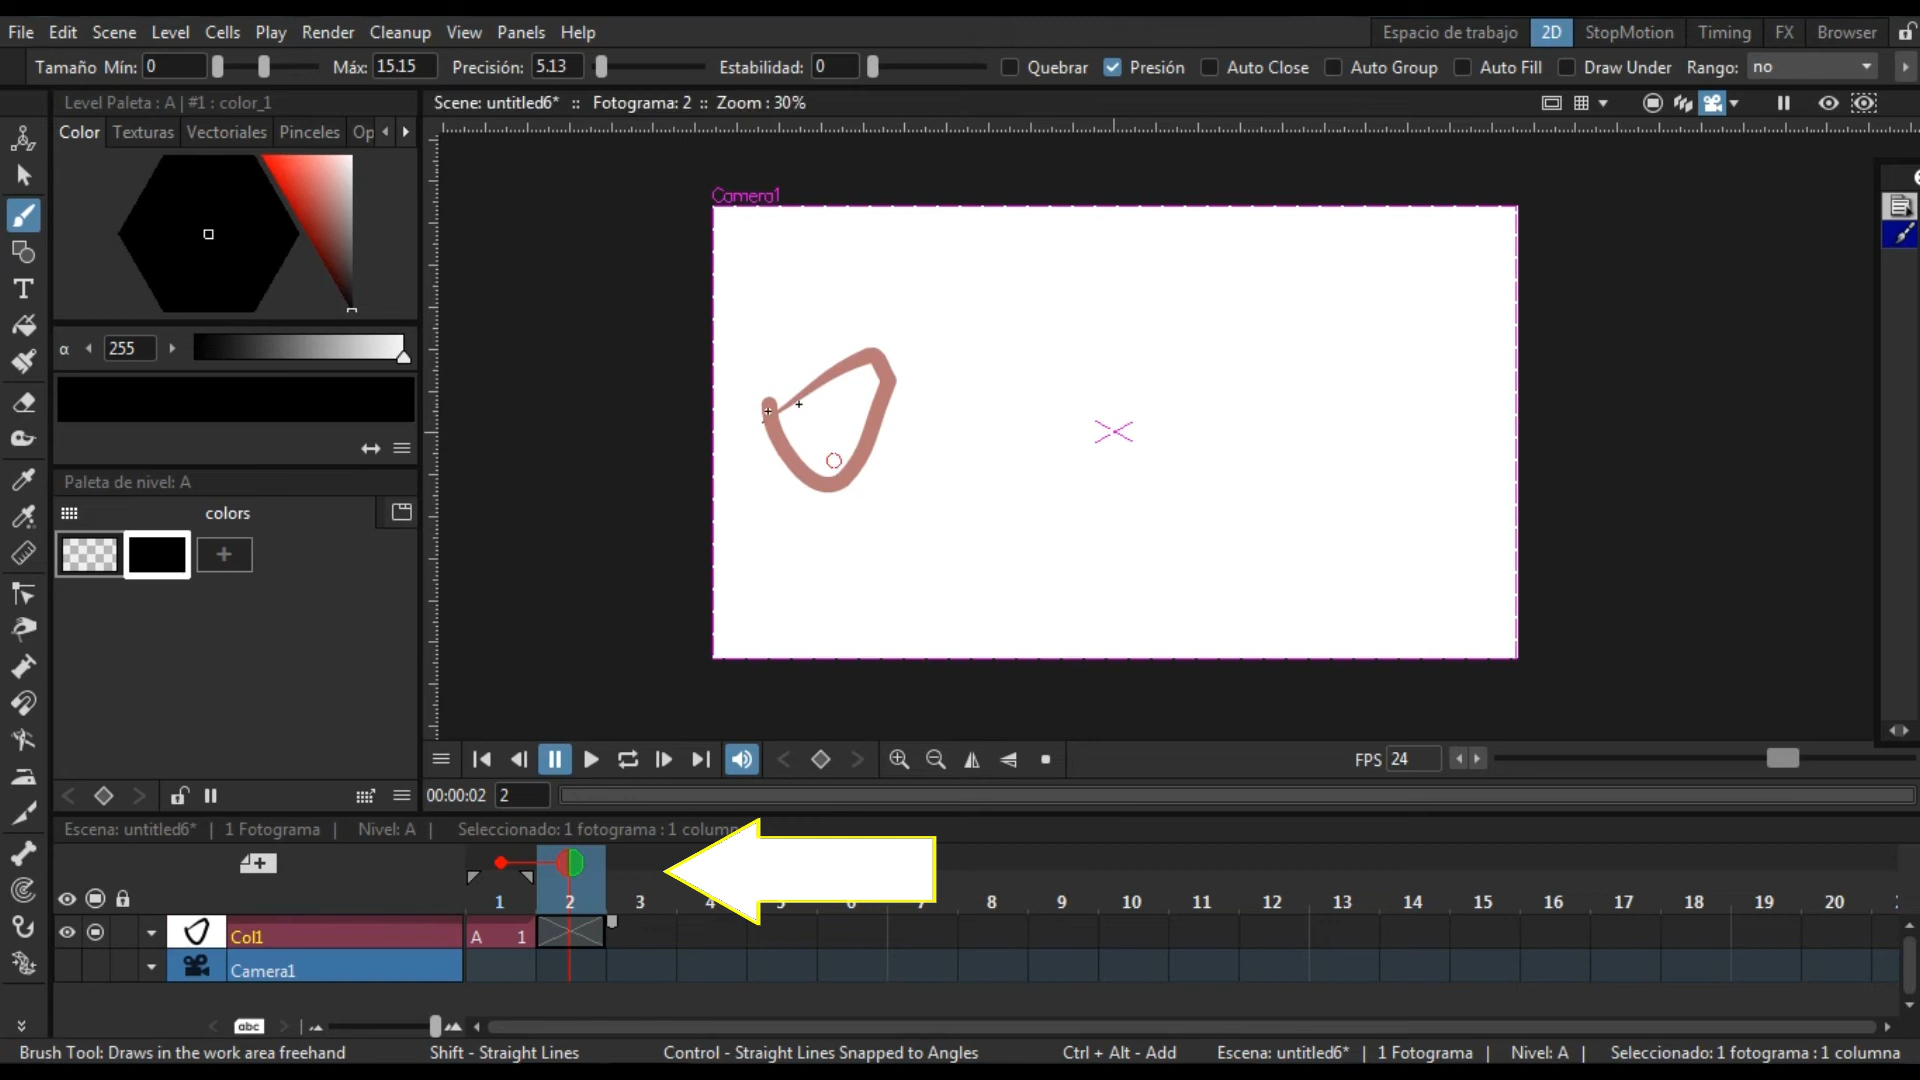 File Edit Scene Level Cells Play Render Cleanup View Panels Help
Espacio de trabajo 2D StopMotion Timing FX Browser
Tamaño Mín: 0 Máx: 15.15 Precisión: 5.13 Estabilidad: 0 Quebrar Presión Auto Close Auto Group Auto Fill Draw Under Rango: no
Level Paleta : A | #1 : color_1
Scene: untitled6* :: Fotograma: 2 :: Zoom : 30%
Color Texturas Vectoriales Pinceles Op
Camera1
α 255
Paleta de nivel: A
colors
FPS 24
00:00:02 2
Escena: untitled6* | 1 Fotograma | Nivel: A | Seleccionado: 1 fotograma : 1 column
1 2 3 4 5 6 7 8 9 10 11 12 13 14 15 16 17 18 19 20
Col1 A 1
Camera1
abc
Brush Tool: Draws in the work area freehand Shift - Straight Lines Control - Straight Lines Snapped to Angles Ctrl + Alt - Add Escena: untitled6* | 1 Fotograma | Nivel: A | Seleccionado: 1 fotograma : 1 columna